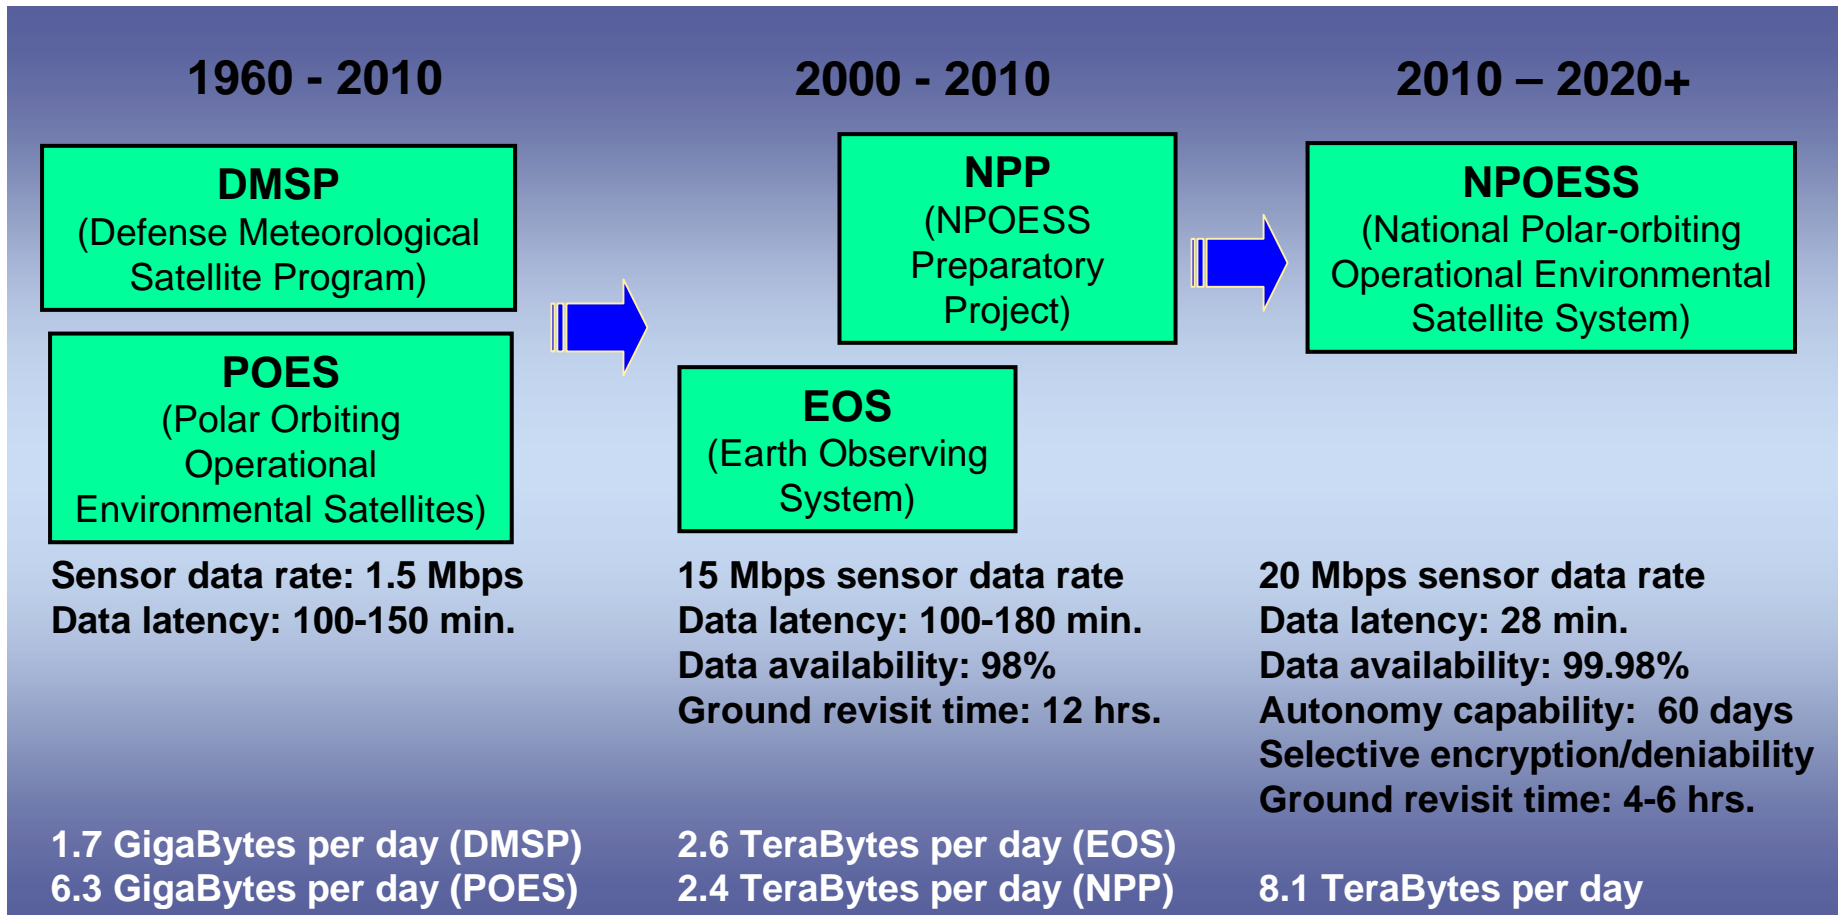 1960 - 2010
DMSP
(Defense Meteorological
Satellite Program)
POES
(Polar Orbiting
Operational
Environmental Satellites)
Sensor data rate: 1.5 Mbps
Data latency: 100-150 min.
1.7 GigaBytes per day (DMSP)
6.3 GigaBytes per day (POES)
2000 - 2010
NPP
(NPOESS
Preparatory
Project)
EOS
(Earth Observing
System)
15 Mbps sensor data rate
Data latency: 100-180 min.
Data availability: 98%
Ground revisit time: 12 hrs.
2.6 TeraBytes per day (EOS)
2.4 TeraBytes per day (NPP)
2010 – 2020+
NPOESS
(National Polar-orbiting
Operational Environmental
Satellite System)
20 Mbps sensor data rate
Data latency: 28 min.
Data availability: 99.98%
Autonomy capability:  60 days
Selective encryption/deniability
Ground revisit time: 4-6 hrs.
8.1 TeraBytes per day